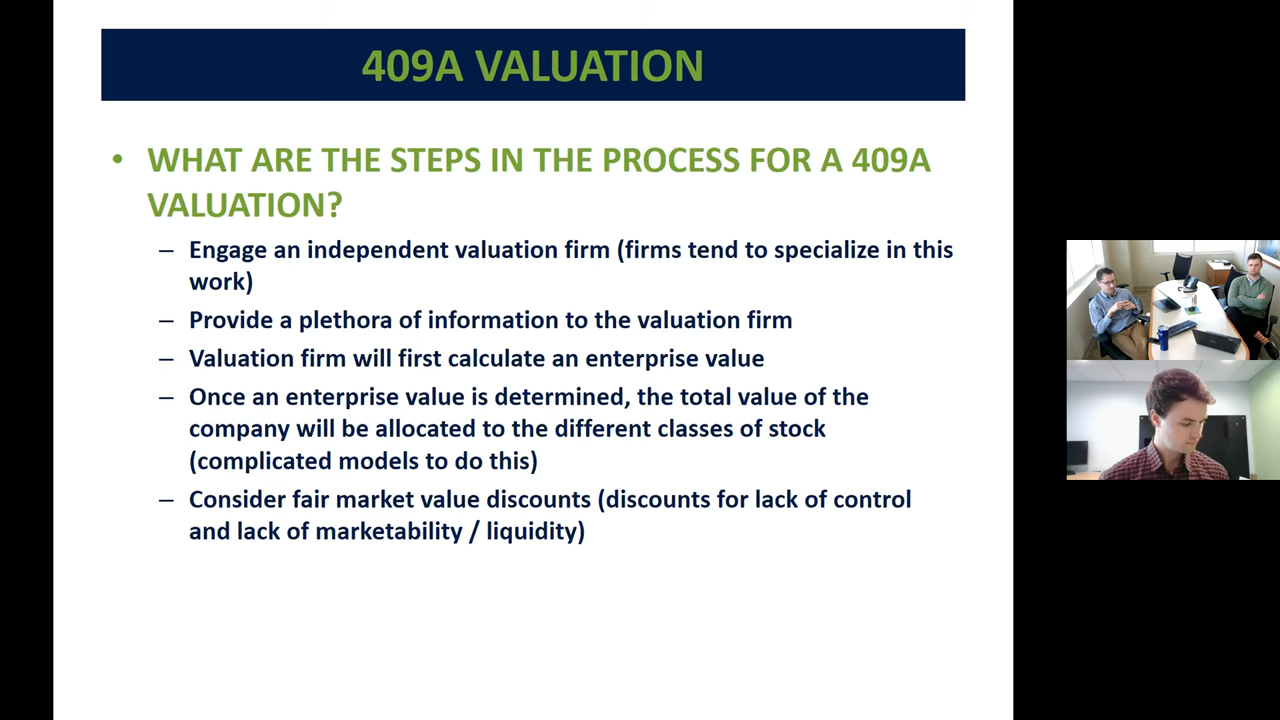 409A VALUATION
• WHAT ARE THE STEPS IN THE PROCESS FOR A 409A
VALUATION?
– Engage an independent valuation firm (firms tend to specialize in this
work)
– Provide a plethora of information to the valuation firm
– Valuation firm will first calculate an enterprise value
– Once an enterprise value is determined, the total value of the
company will be allocated to the different classes of stock
(complicated models to do this)
– Consider fair market value discounts (discounts for lack of control
and lack of marketability / liquidity)